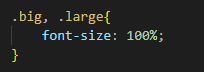 .big, .large{
    font-size: 100%;
}